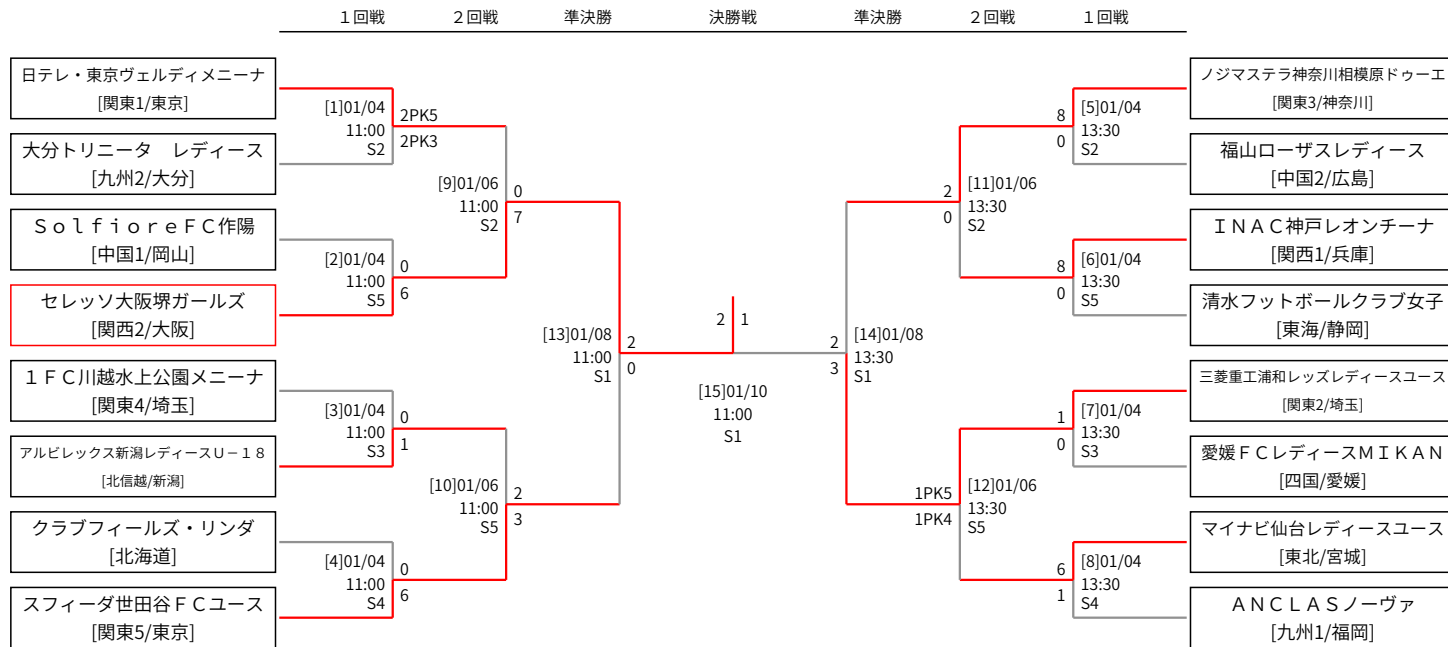 １回戦
２回戦
準決勝
決勝戦
準決勝
２回戦
１回戦
日テレ・東京ヴェルディメニーナ
[関東1/東京]
大分トリニータ　レディース
[九州2/大分]
ＳｏｌｆｉｏｒｅＦＣ作陽
[中国1/岡山]
セレッソ大阪堺ガールズ
[関西2/大阪]
１ＦＣ川越水上公園メニーナ
[関東4/埼玉]
アルビレックス新潟レディースＵ－１８
[北信越/新潟]
クラブフィールズ・リンダ
[北海道]
スフィーダ世田谷ＦＣユース
[関東5/東京]
[1]01/04
11:00
S2
2PK5
2PK3
[2]01/04
11:00
S5
0
6
[3]01/04
11:00
S3
0
1
[4]01/04
11:00
S4
0
6
[9]01/06
11:00
S2
0
7
[10]01/06
11:00
S5
2
3
[13]01/08
11:00
S1
2
0
2
1
[15]01/10
11:00
S1
2
3
[14]01/08
13:30
S1
2
0
[11]01/06
13:30
S2
1PK5
1PK4
[12]01/06
13:30
S5
8
0
[5]01/04
13:30
S2
8
0
[6]01/04
13:30
S5
1
0
[7]01/04
13:30
S3
6
1
[8]01/04
13:30
S4
ノジマステラ神奈川相模原ドゥーエ
[関東3/神奈川]
福山ローザスレディース
[中国2/広島]
ＩＮＡＣ神戸レオンチーナ
[関西1/兵庫]
清水フットボールクラブ女子
[東海/静岡]
三菱重工浦和レッズレディースユース
[関東2/埼玉]
愛媛ＦＣレディースＭＩＫＡＮ
[四国/愛媛]
マイナビ仙台レディースユース
[東北/宮城]
ＡＮＣＬＡＳノーヴァ
[九州1/福岡]